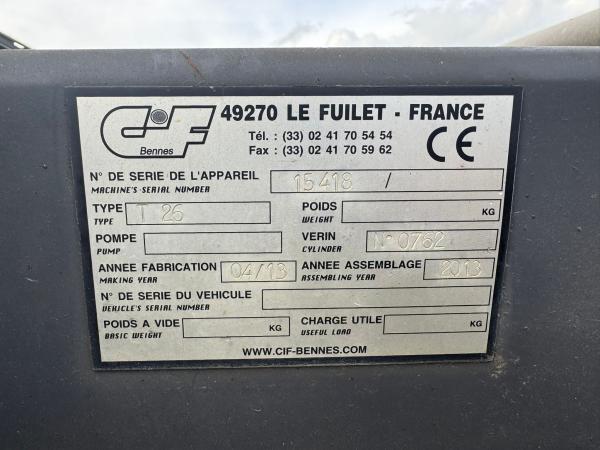 CIF Bennes
49270 LE FUILET - FRANCE
Tél. : (33) 02 41 70 54 54
Fax : (33) 02 41 70 59 62
CE
N° DE SERIE DE L'APPAREIL 15418 /
MACHINE'S SERIAL NUMBER
TYPE T 26 POIDS KG
TYPE WEIGHT
POMPE VERIN N° 0762
PUMP CYLINDER
ANNEE FABRICATION 04/13 ANNEE ASSEMBLAGE 2013
MAKING YEAR ASSEMBLING YEAR
N° DE SERIE DU VEHICULE
VEHICLE'S SERIAL NUMBER
POIDS A VIDE KG CHARGE UTILE KG
BASIC WEIGHT USEFUL LOAD
WWW.CIF-BENNES.COM